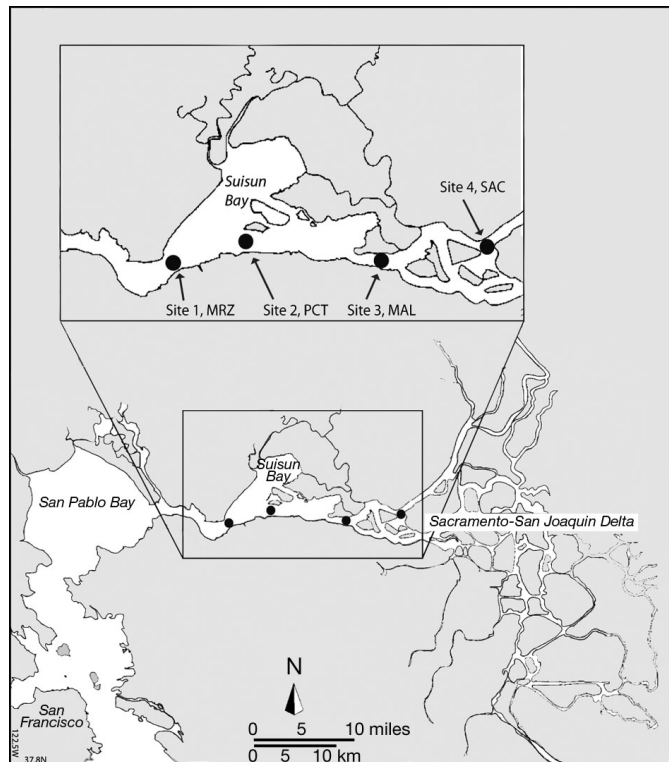 Suisun
Bay
Site 4, SAC
Site 1, MRZ
Site 2, PCT
Site 3, MAL
Suisun
Bay
San Pablo Bay
Sacramento-San Joaquin Delta
N
San
Francisco
0 5 10 miles
0 5 10 km
122.5W
37.8N